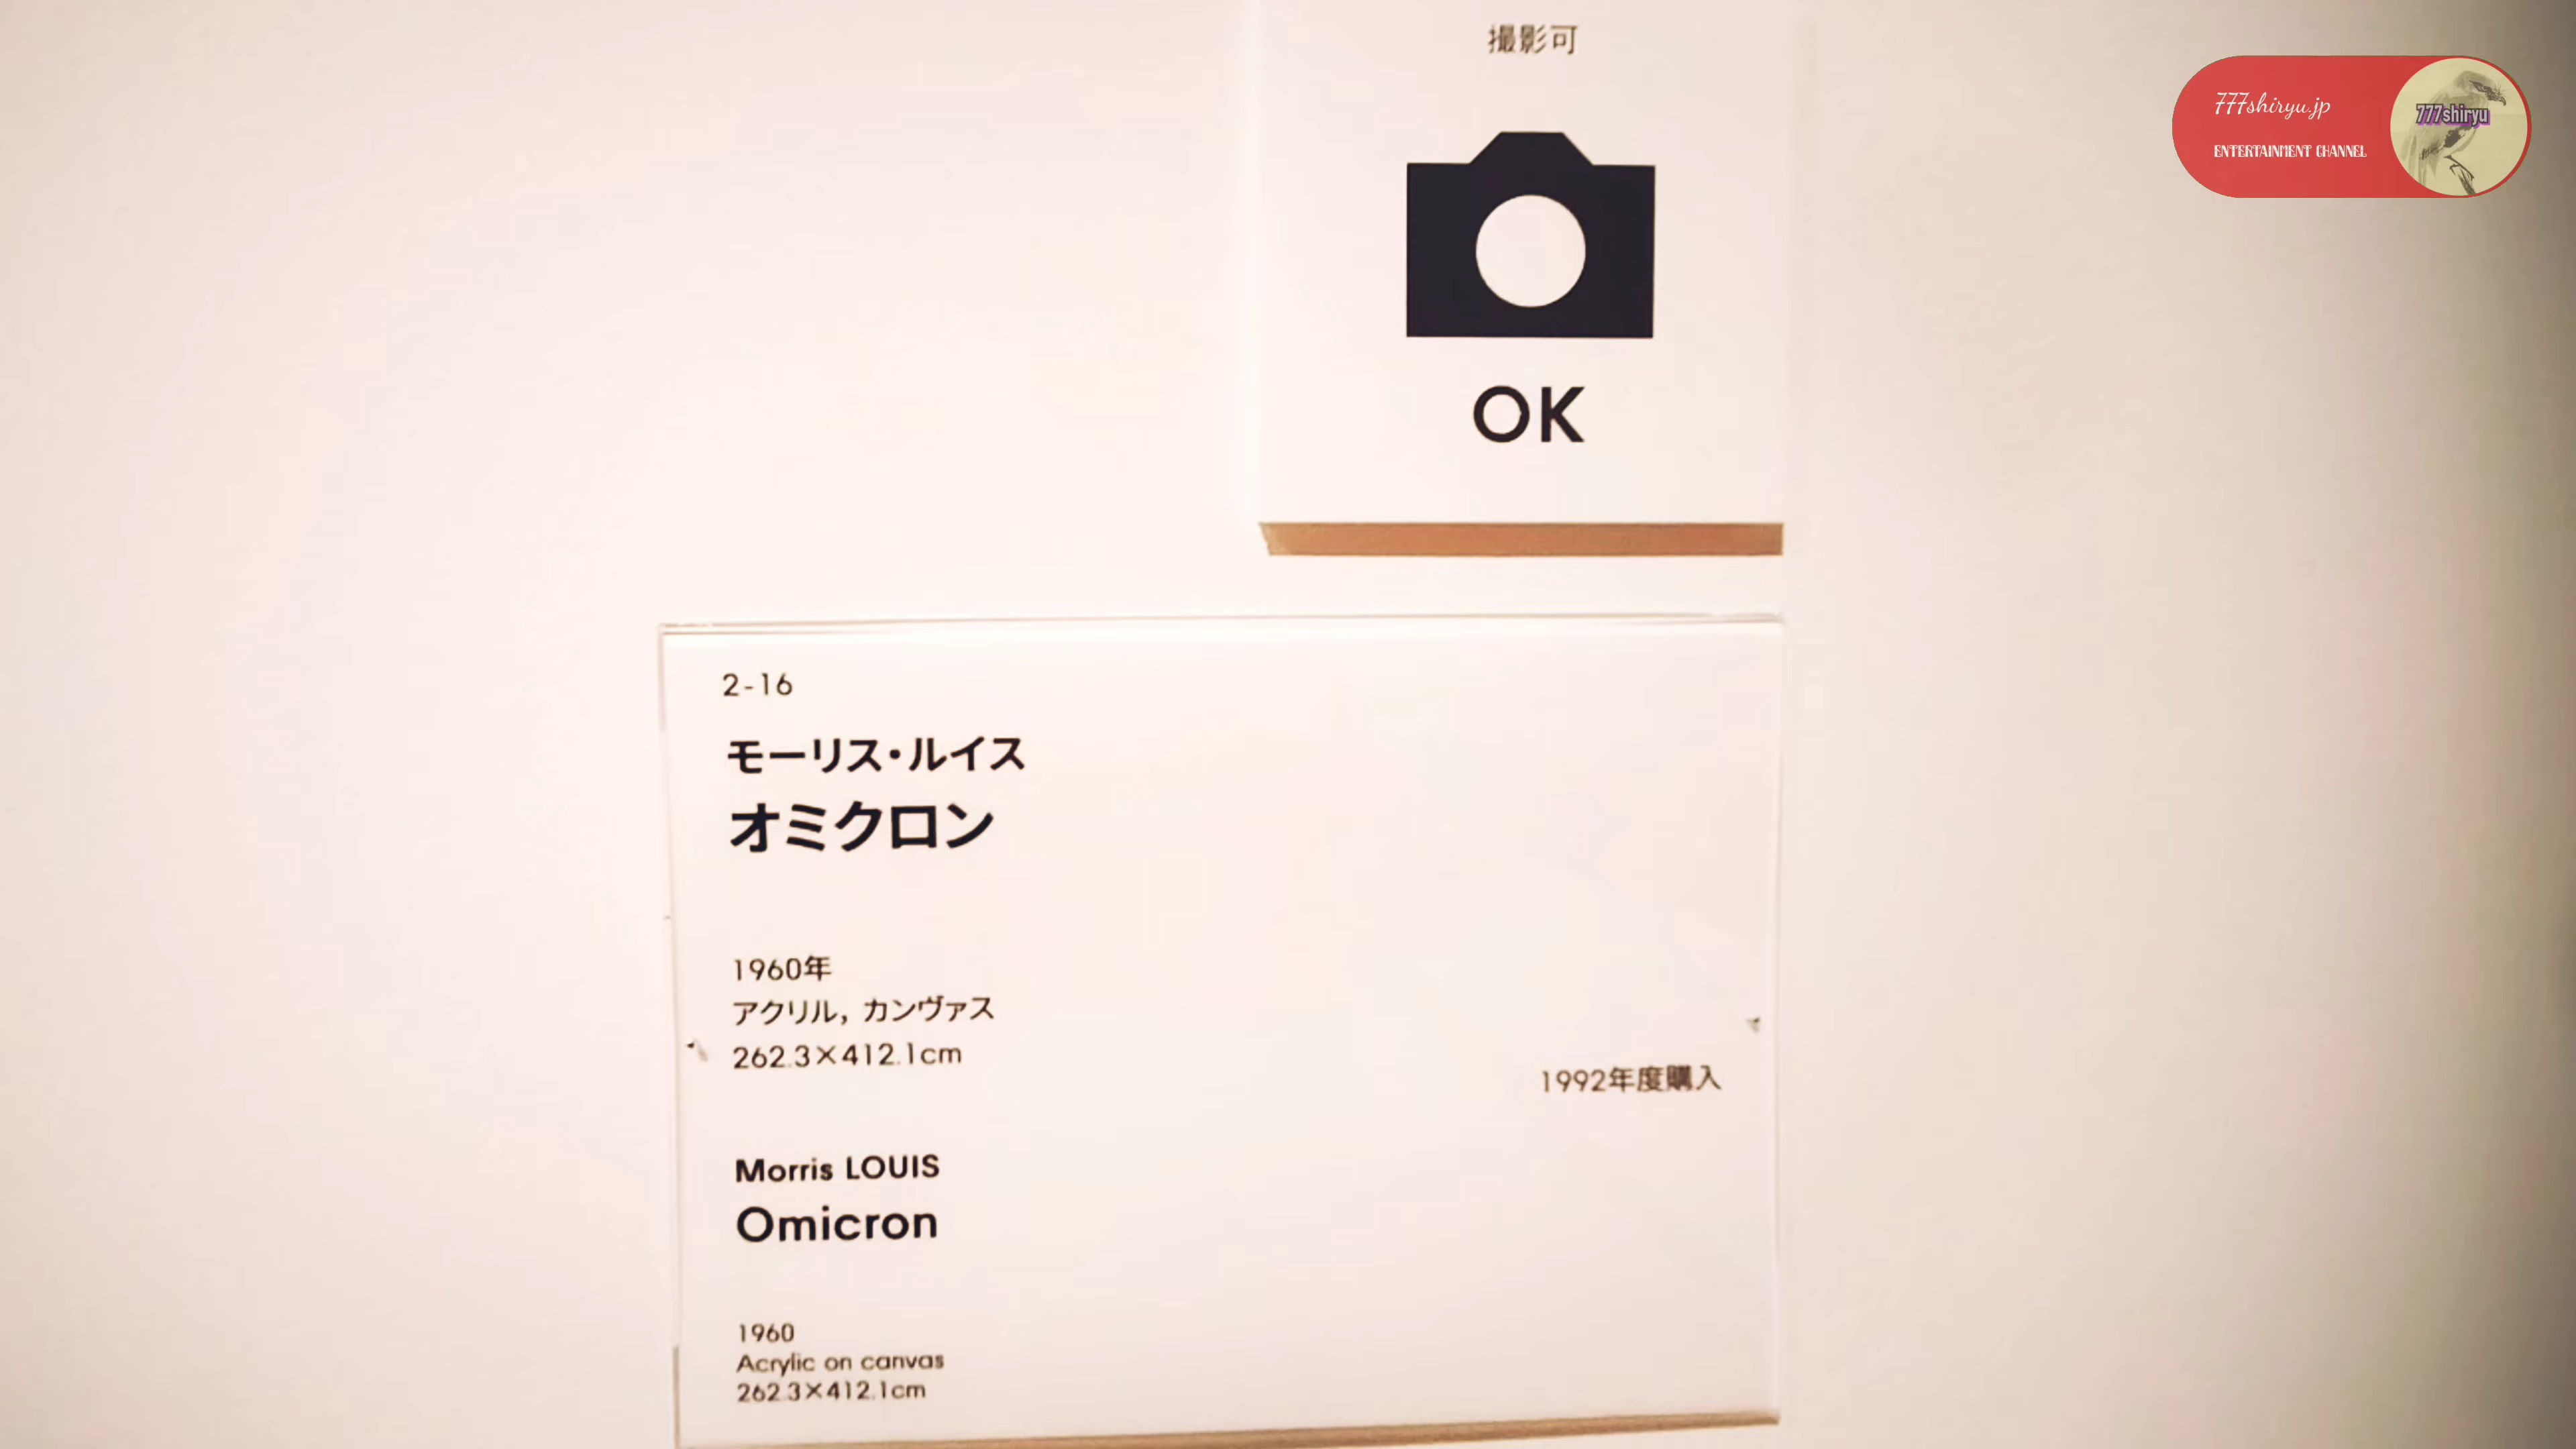 撮影可
OK
777shiryu.jp
ENTERTAINMENT CHANNEL
777shiryu
2-16
モーリス・ルイス
オミクロン
1960年
アクリル, カンヴァス
262.3×412.1cm
1992年度購入
Morris LOUIS
Omicron
1960
Acrylic on canvas
262.3×412.1cm